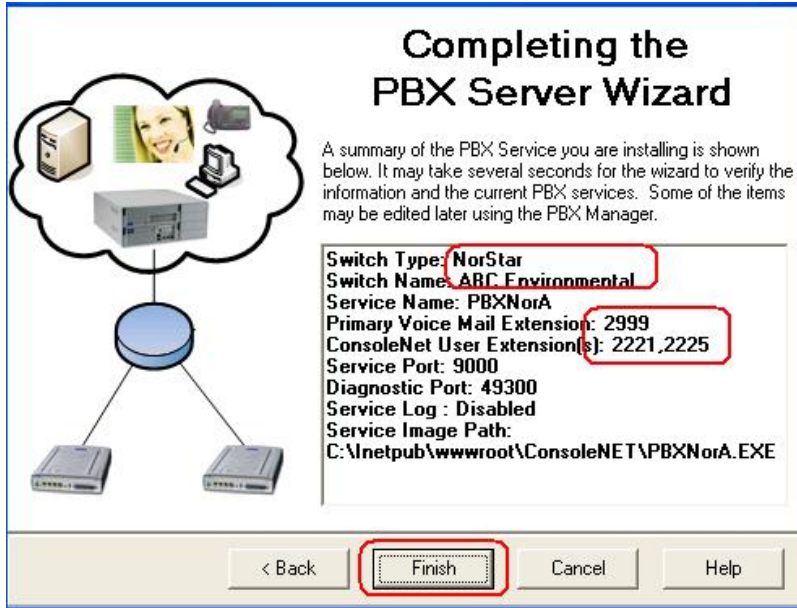 Completing the
PBX Server Wizard
A summary of the PBX Service you are installing is shown
below. It may take several seconds for the wizard to verify the
information and the current PBX services.  Some of the items
may be edited later using the PBX Manager.
Switch Type: NorStar
Switch Name: ABC Environmental
Service Name: PBXNorA
Primary Voice Mail Extension: 2999
ConsoleNet User Extension(s): 2221,2225
Service Port: 9000
Diagnostic Port: 49300
Service Log : Disabled
Service Image Path:
C:\Inetpub\wwwroot\ConsoleNET\PBXNorA.EXE
< Back
Finish
Cancel
Help